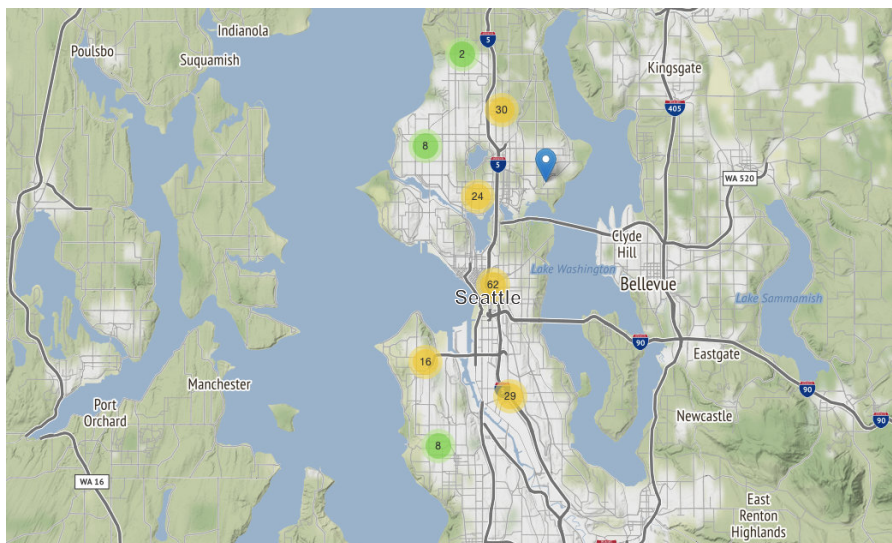 Indianola
Poulsbo
Suquamish
2
5
Kingsgate
30
405
8
5
WA 520
24
Clyde
Hill
Lake Washington
62
Seattle
Bellevue
Lake Sammamish
90
Eastgate
16
Manchester
90
29
Port
Orchard
Newcastle
90
8
WA 16
East
Renton
Highlands